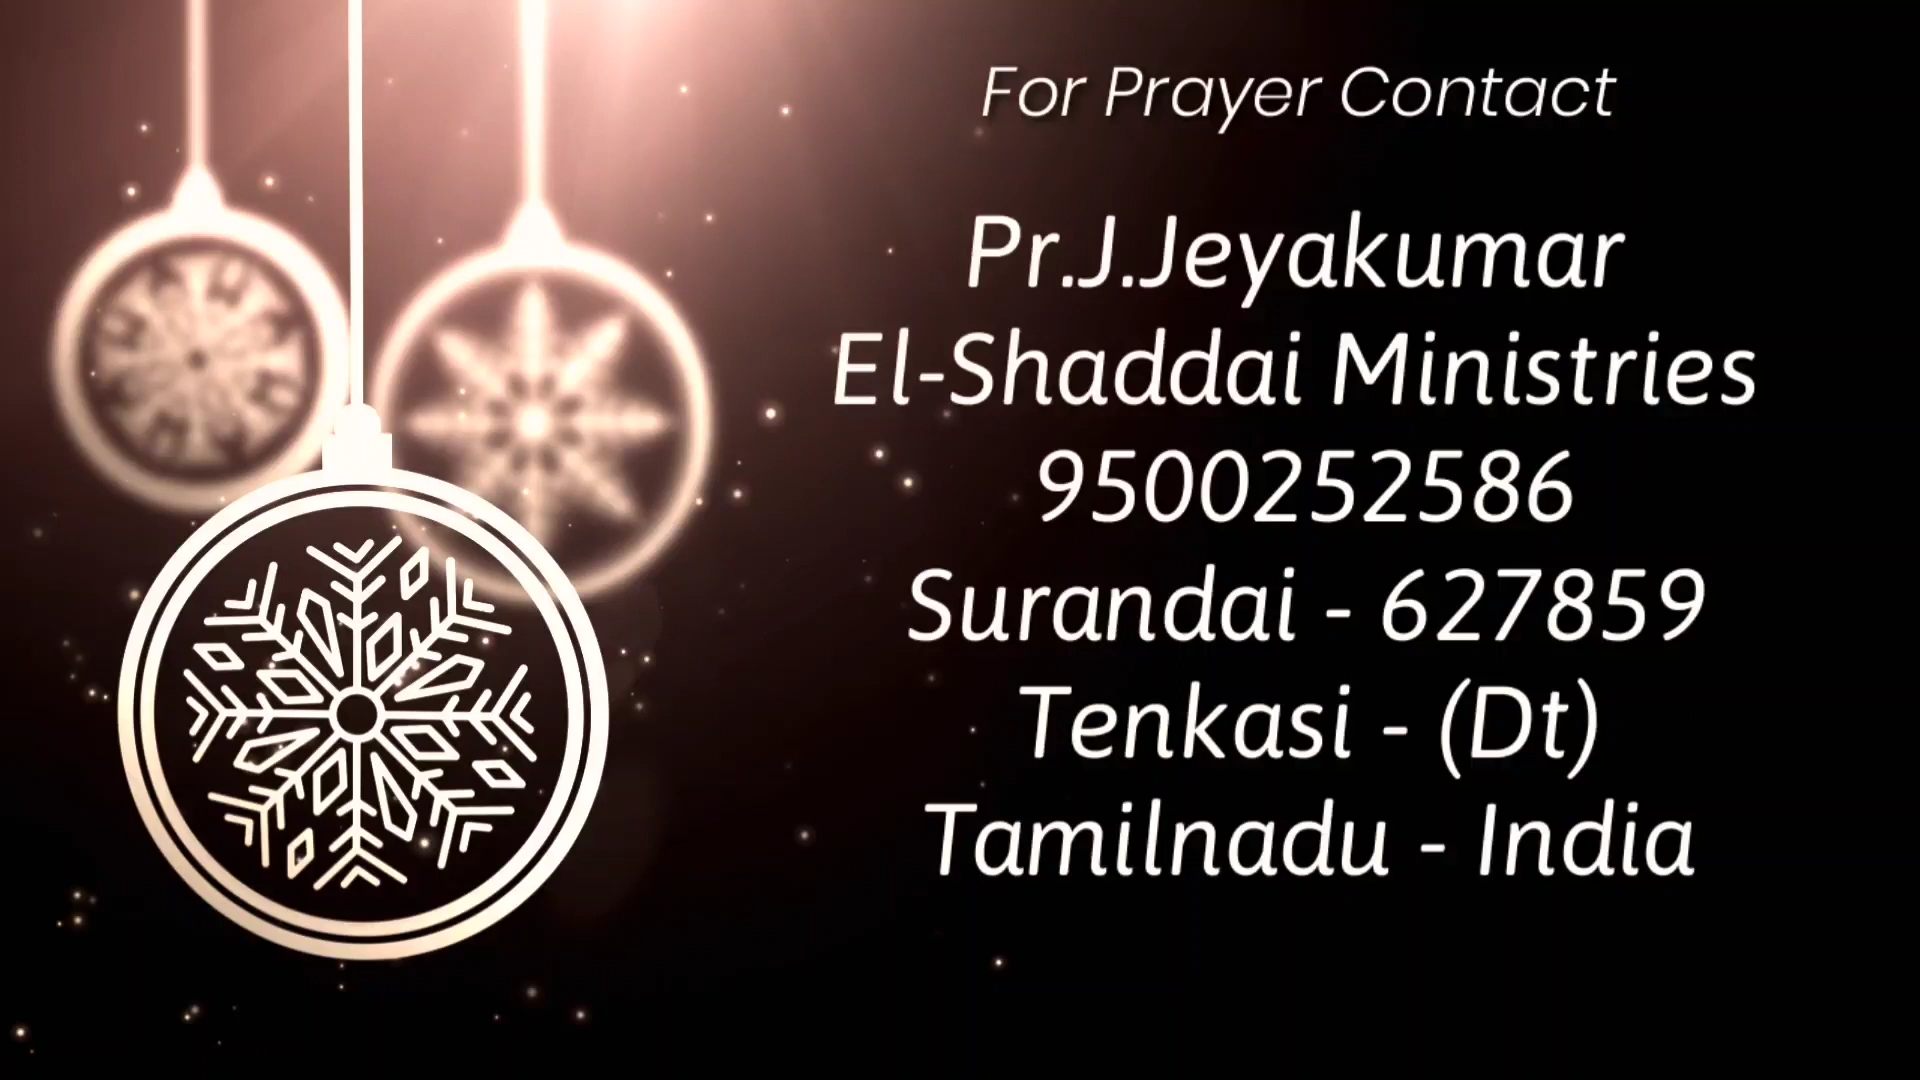 For Prayer Contact
Pr.J.Jeyakumar
El-Shaddai Ministries
9500252586
Surandai - 627859
Tenkasi - (Dt)
Tamilnadu - India